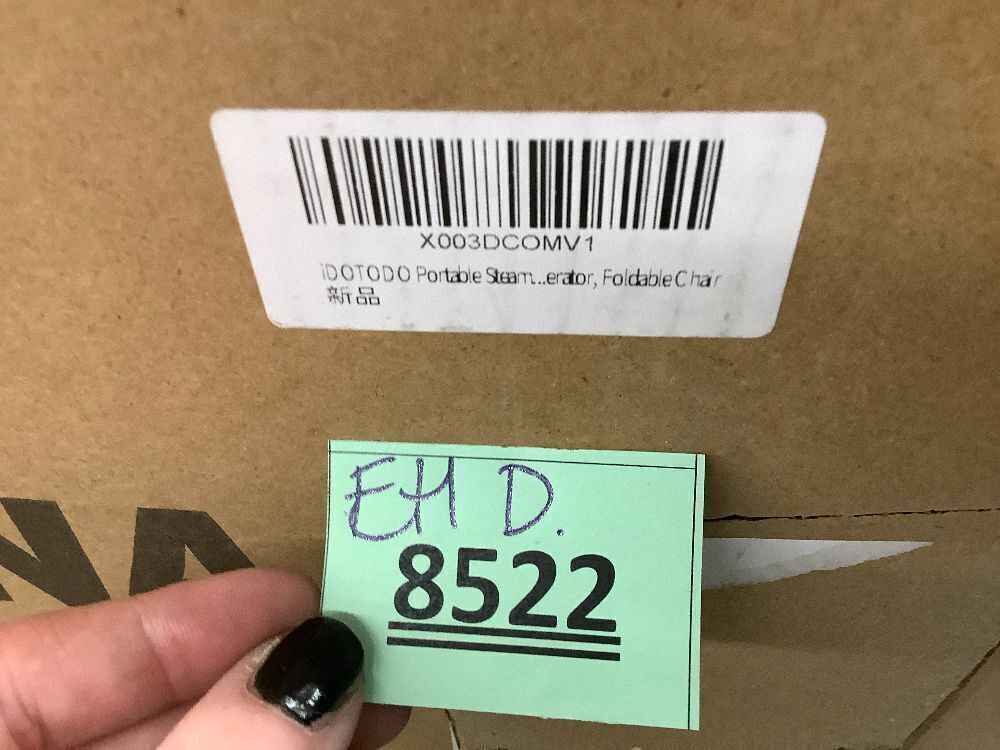 X003DCOMV1
iDOTODO Portable Steam...erator, Foldable Chair
新品
EH D.
8522